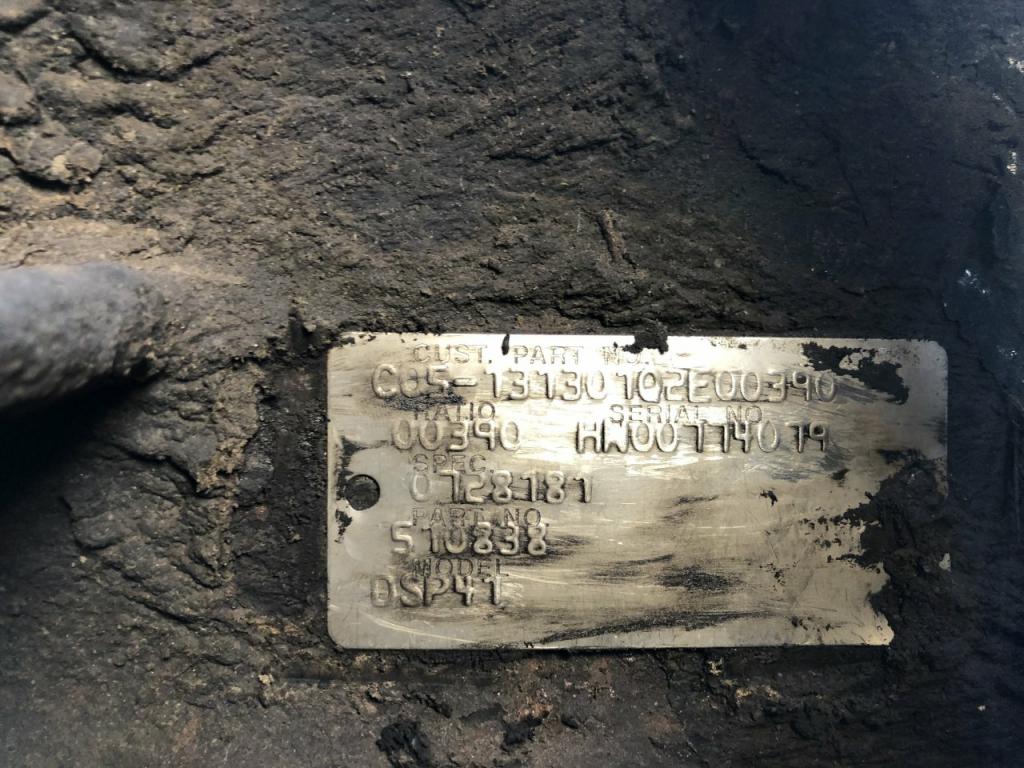 CUST. PART NO.
C05-13130102E00390
RATIO SERIAL NO
00390 HW00774079
SPEC.
0728181
PART NO
510838
MODEL
DSP41